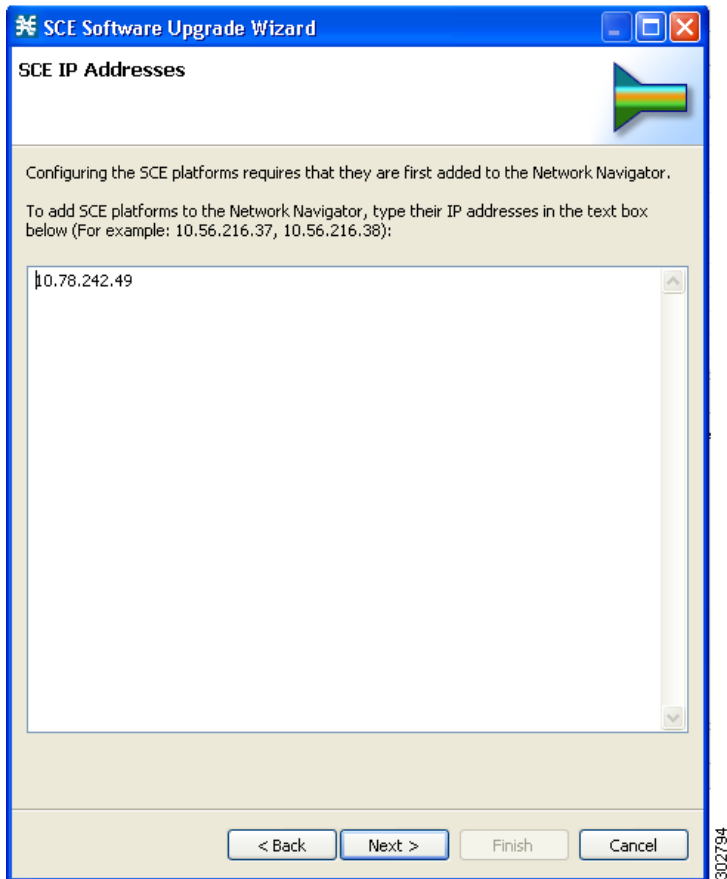 SCE Software Upgrade Wizard
SCE IP Addresses
Configuring the SCE platforms requires that they are first added to the Network Navigator.
To add SCE platforms to the Network Navigator, type their IP addresses in the text box
below (For example: 10.56.216.37, 10.56.216.38):
10.78.242.49
< Back
Next >
Finish
Cancel
302794